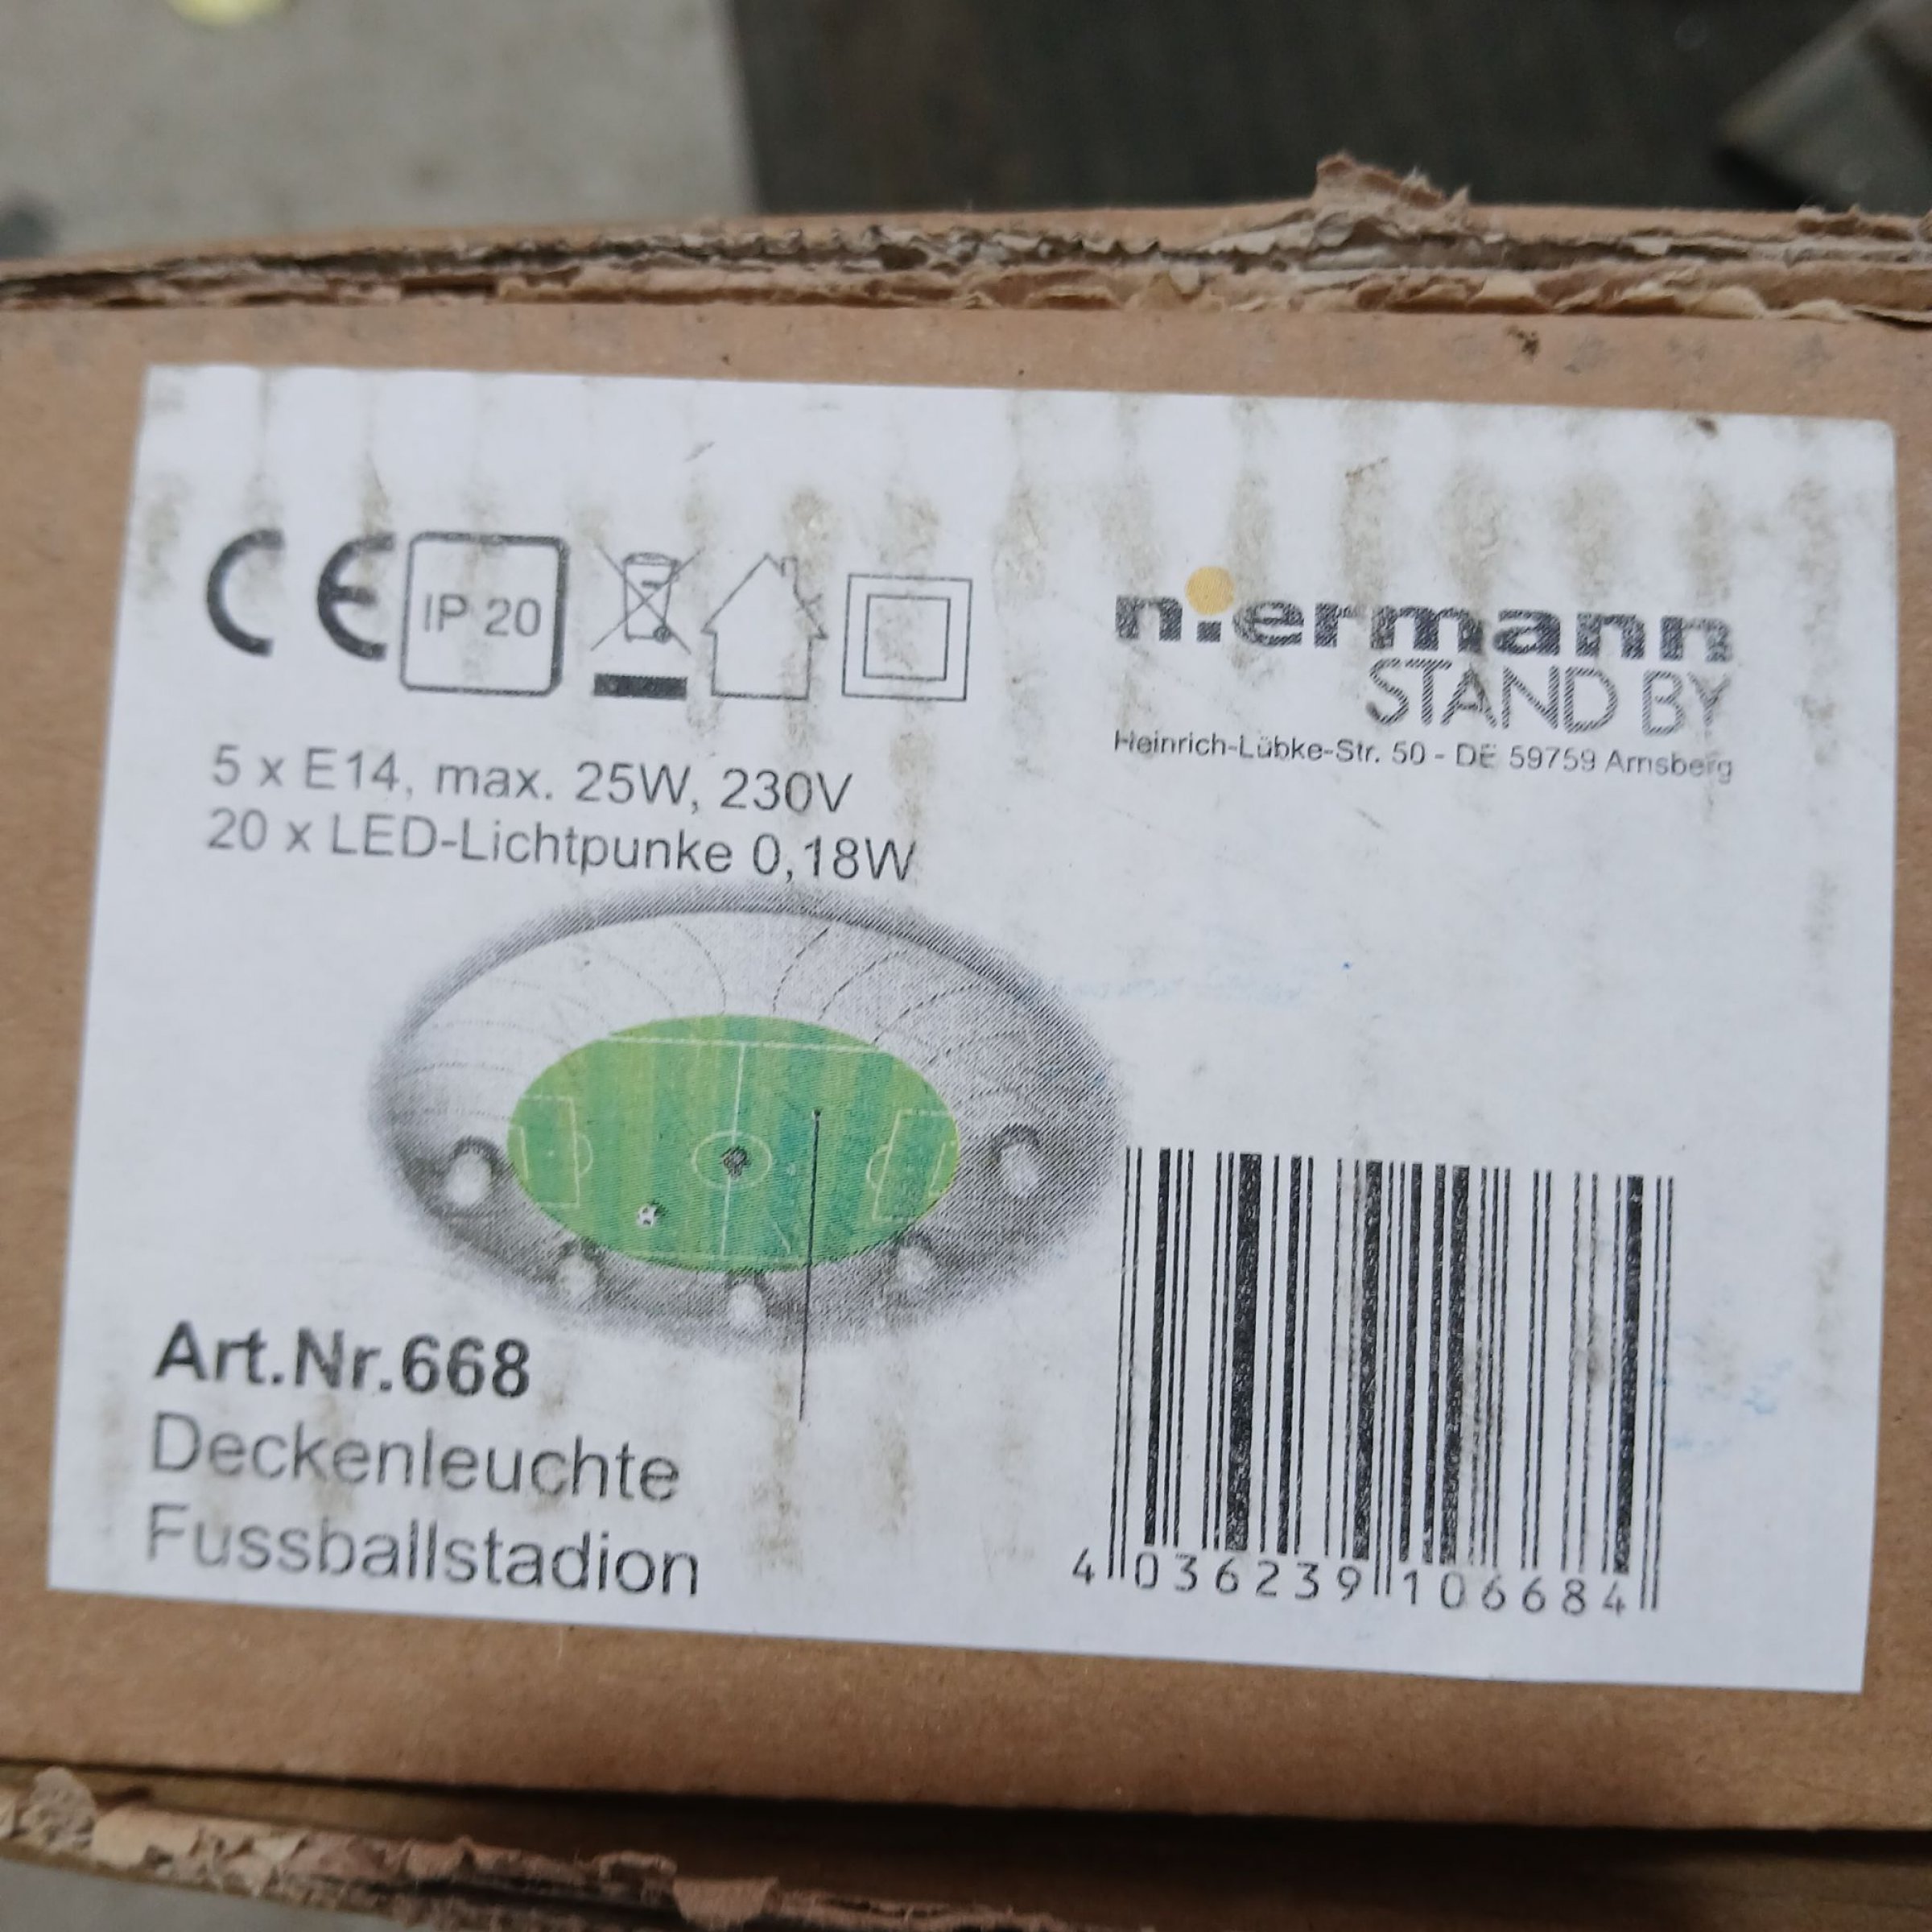 CE
IP 20
niermann
STAND BY
Heinrich-Lübke-Str. 50 - DE 59759 Arnsberg
5 x E14, max. 25W, 230V
20 x LED-Lichtpunke 0,18W
Art.Nr.668
Deckenleuchte
Fussballstadion
4 036239 106684